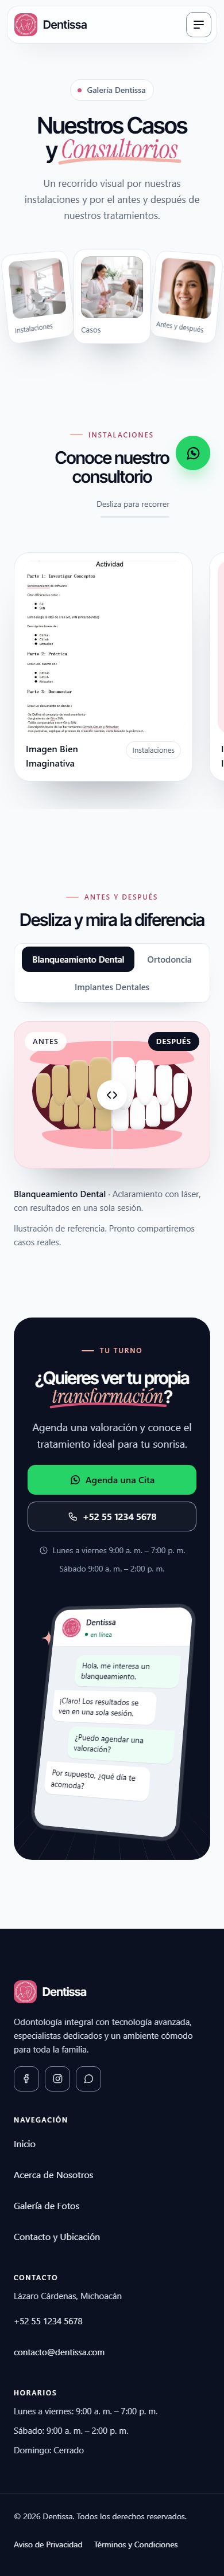 Dentissa
Galería Dentissa
Nuestros Casos
y Consultorios
Un recorrido visual por nuestras
instalaciones y por el antes y después de
nuestros tratamientos.
Instalaciones
Casos
Antes y después
INSTALACIONES
Conoce nuestro
consultorio
Desliza para recorrer
Actividad
Parte 1: Investigar Conceptos
Parte 2: Práctica
Parte 3: Documentar
Imagen Bien
Imaginativa
Instalaciones
ANTES Y DESPUÉS
Desliza y mira la diferencia
Blanqueamiento Dental
Ortodoncia
Implantes Dentales
ANTES
DESPUÉS
Blanqueamiento Dental · Aclaramiento con láser,
con resultados en una sola sesión.
Ilustración de referencia. Pronto compartiremos
casos reales.
TU TURNO
¿Quieres ver tu propia
transformación?
Agenda una valoración y conoce el
tratamiento ideal para tu sonrisa.
Agenda una Cita
+52 55 1234 5678
Lunes a viernes 9:00 a. m. – 7:00 p. m.
Sábado 9:00 a. m. – 2:00 p. m.
Dentissa
en línea
Hola, me interesa un
blanqueamiento.
¡Claro! Los resultados se
ven en una sola sesión.
¿Puedo agendar una
valoración?
Por supuesto, ¿qué día te
acomoda?
Dentissa
Odontología integral con tecnología avanzada,
especialistas dedicados y un ambiente cómodo
para toda la familia.
NAVEGACIÓN
Inicio
Acerca de Nosotros
Galería de Fotos
Contacto y Ubicación
CONTACTO
Lázaro Cárdenas, Michoacán
+52 55 1234 5678
contacto@dentissa.com
HORARIOS
Lunes a viernes: 9:00 a. m. – 7:00 p. m.
Sábado: 9:00 a. m. – 2:00 p. m.
Domingo: Cerrado
© 2026 Dentissa. Todos los derechos reservados.
Aviso de Privacidad
Términos y Condiciones